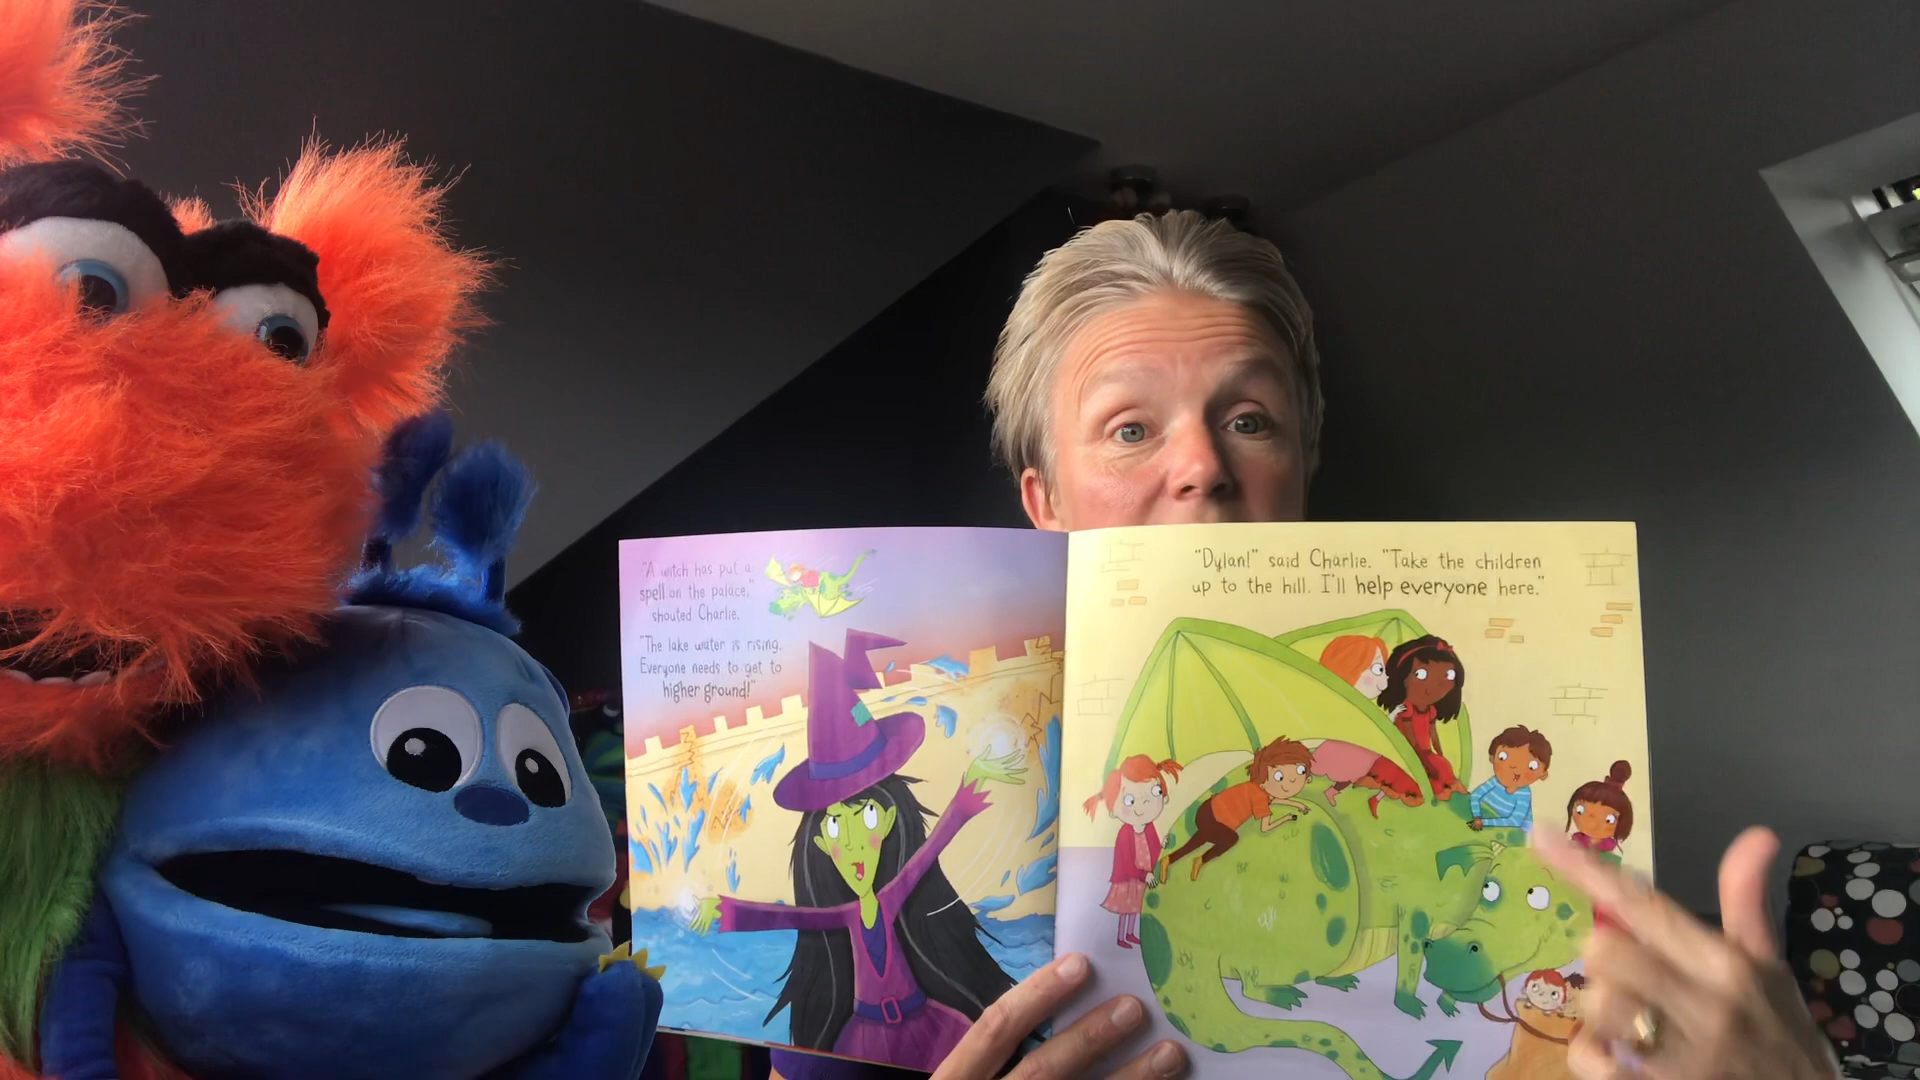 "A witch has put a
spell on the palace,"
shouted Charlie.
"The lake water is rising.
Everyone needs to get to
higher ground!"
"Dylan!" said Charlie. "Take the children
up to the hill. I'll help everyone here."